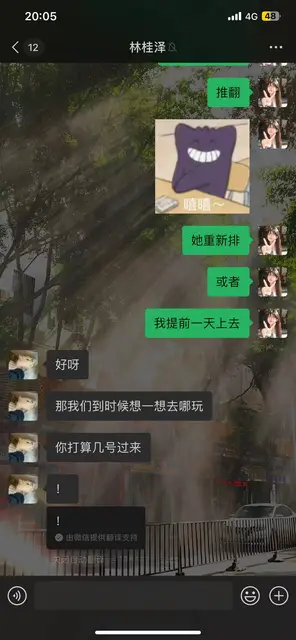 20:05
4G
48
12
林桂泽
推翻
嘻嘻~
她重新排
或者
我提前一天上去
好呀
那我们到时候想一想去哪玩
你打算几号过来
!
!
由微信提供翻译支持